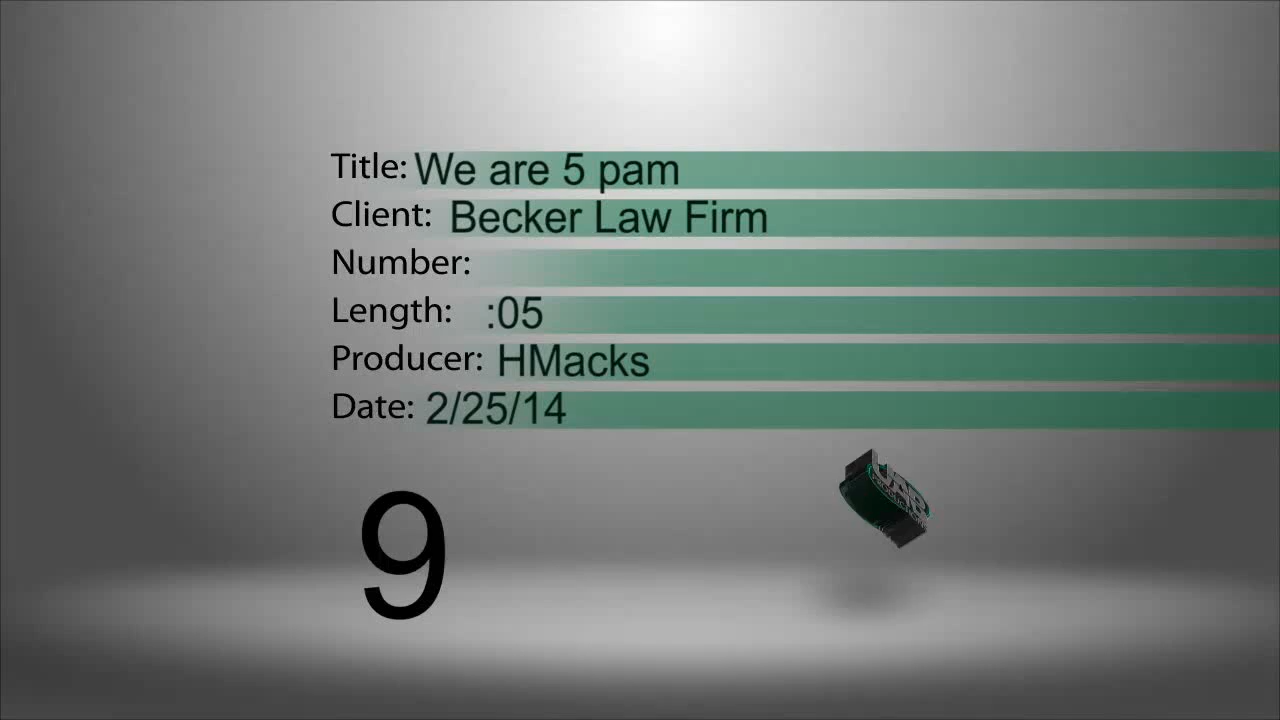 Title: We are 5 pam
Client: Becker Law Firm
Number:
Length: :05
Producer: HMacks
Date: 2/25/14
9